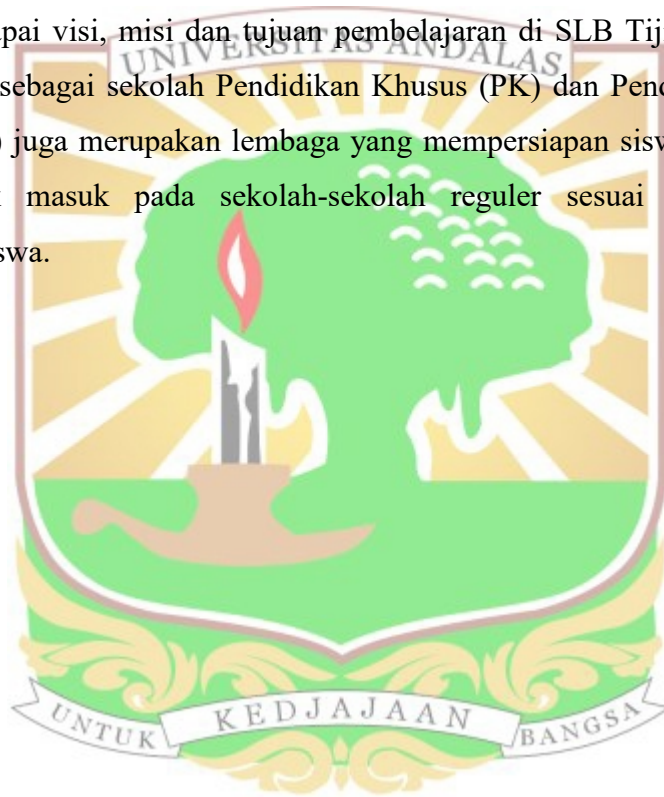 pai visi, misi dan tujuan pembelajaran di SLB Tij
UNIVERSITAS ANDALAS
sebagai sekolah Pendidikan Khusus (PK) dan Pend
) juga merupakan lembaga yang mempersiapan sisw
masuk pada sekolah-sekolah reguler sesuai
swa.
UNTUK KEDJAJAAN BANGSA